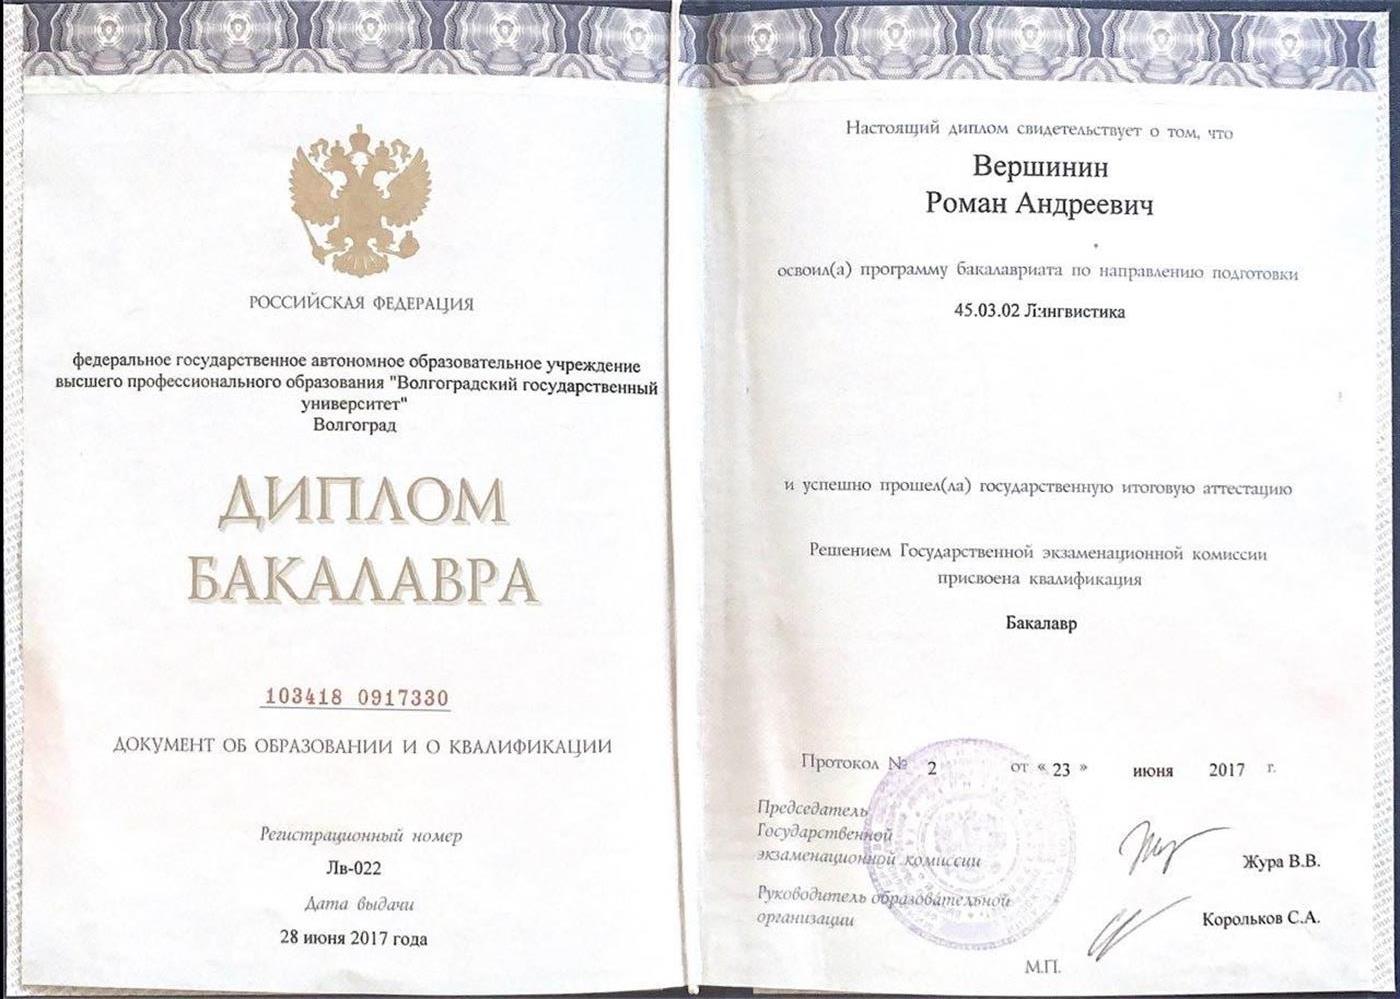 РОССИЙСКАЯ ФЕДЕРАЦИЯ
федеральное государственное автономное образовательное учреждение
высшего профессионального образования "Волгоградский государственный
университет"
Волгоград
ДИПЛОМ
БАКАЛАВРА
103418 0917330
ДОКУМЕНТ ОБ ОБРАЗОВАНИИ И О КВАЛИФИКАЦИИ
Регистрационный номер
Лв-022
Дата выдачи
28 июня 2017 года
Настоящий диплом свидетельствует о том, что
Вершинин
Роман Андреевич
освоил(а) программу бакалавриата по направлению подготовки
45.03.02 Лингвистика
и успешно прошел(ла) государственную итоговую аттестацию
Решением Государственной экзаменационной комиссии
присвоена квалификация
Бакалавр
Протокол № 2 от « 23 » июня 2017 г.
Председатель
Государственной
экзаменационной комиссии
Жура В.В.
Руководитель образовательной
организации
Корольков С.А.
М.П.